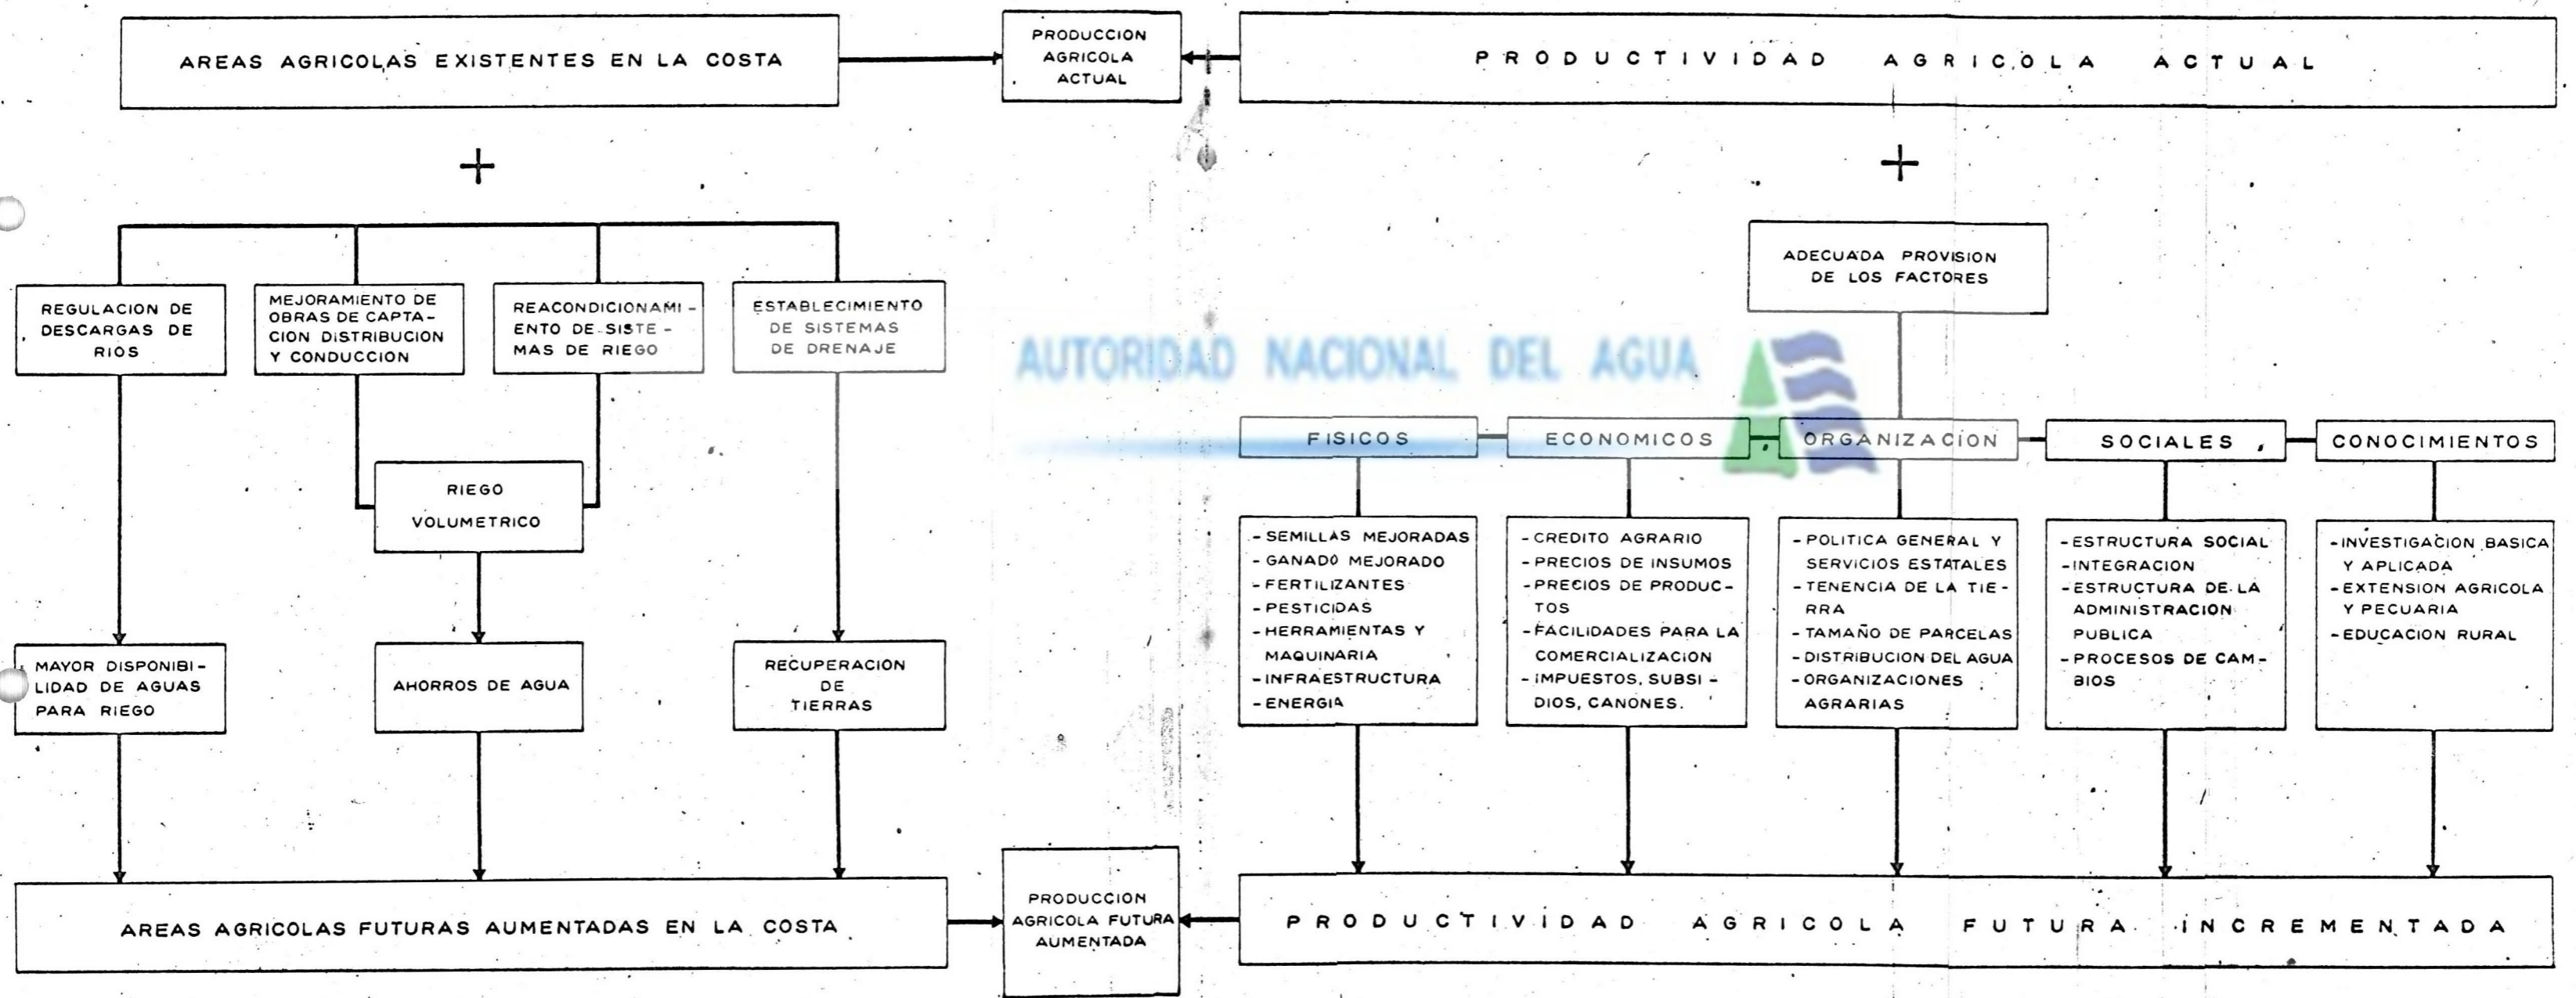 AREAS AGRICOLAS EXISTENTES EN LA COSTA
PRODUCCION
AGRICOLA
ACTUAL
PRODUCTIVIDAD AGRICOLA ACTUAL
+
+
ADECUADA PROVISION
DE LOS FACTORES
REGULACION DE
DESCARGAS DE
RIOS
MEJORAMIENTO DE
OBRAS DE CAPTA-
CION DISTRIBUCION
Y CONDUCCION
REACONDICIONAMI-
ENTO DE SISTE-
MAS DE RIEGO
ESTABLECIMIENTO
DE SISTEMAS
DE DRENAJE
AUTORIDAD NACIONAL DEL AGUA
RIEGO
VOLUMETRICO
FISICOS
ECONOMICOS
ORGANIZACION
SOCIALES
CONOCIMIENTOS
- SEMILLAS MEJORADAS
- GANADO MEJORADO
- FERTILIZANTES
- PESTICIDAS
- HERRAMIENTAS Y
MAQUINARIA
- INFRAESTRUCTURA
- ENERGIA
- CREDITO AGRARIO
- PRECIOS DE INSUMOS
- PRECIOS DE PRODUC-
TOS
- FACILIDADES PARA LA
COMERCIALIZACION
- IMPUESTOS, SUBSI-
DIOS, CANONES.
- POLITICA GENERAL Y
SERVICIOS ESTATALES
- TENENCIA DE LA TIE-
RRA
- TAMAÑO DE PARCELAS
- DISTRIBUCION DEL AGUA
- ORGANIZACIONES
AGRARIAS
- ESTRUCTURA SOCIAL
- INTEGRACION
- ESTRUCTURA DE LA
ADMINISTRACION
PUBLICA
- PROCESOS DE CAM-
BIOS
- INVESTIGACION BASICA
Y APLICADA
- EXTENSION AGRICOLA
Y PECUARIA
- EDUCACION RURAL
MAYOR DISPONIBI-
LIDAD DE AGUAS
PARA RIEGO
AHORROS DE AGUA
RECUPERACION
DE
TIERRAS
AREAS AGRICOLAS FUTURAS AUMENTADAS EN LA COSTA
PRODUCCION
AGRICOLA FUTURA
AUMENTADA
PRODUCTIVIDAD AGRICOLA FUTURA INCREMENTADA